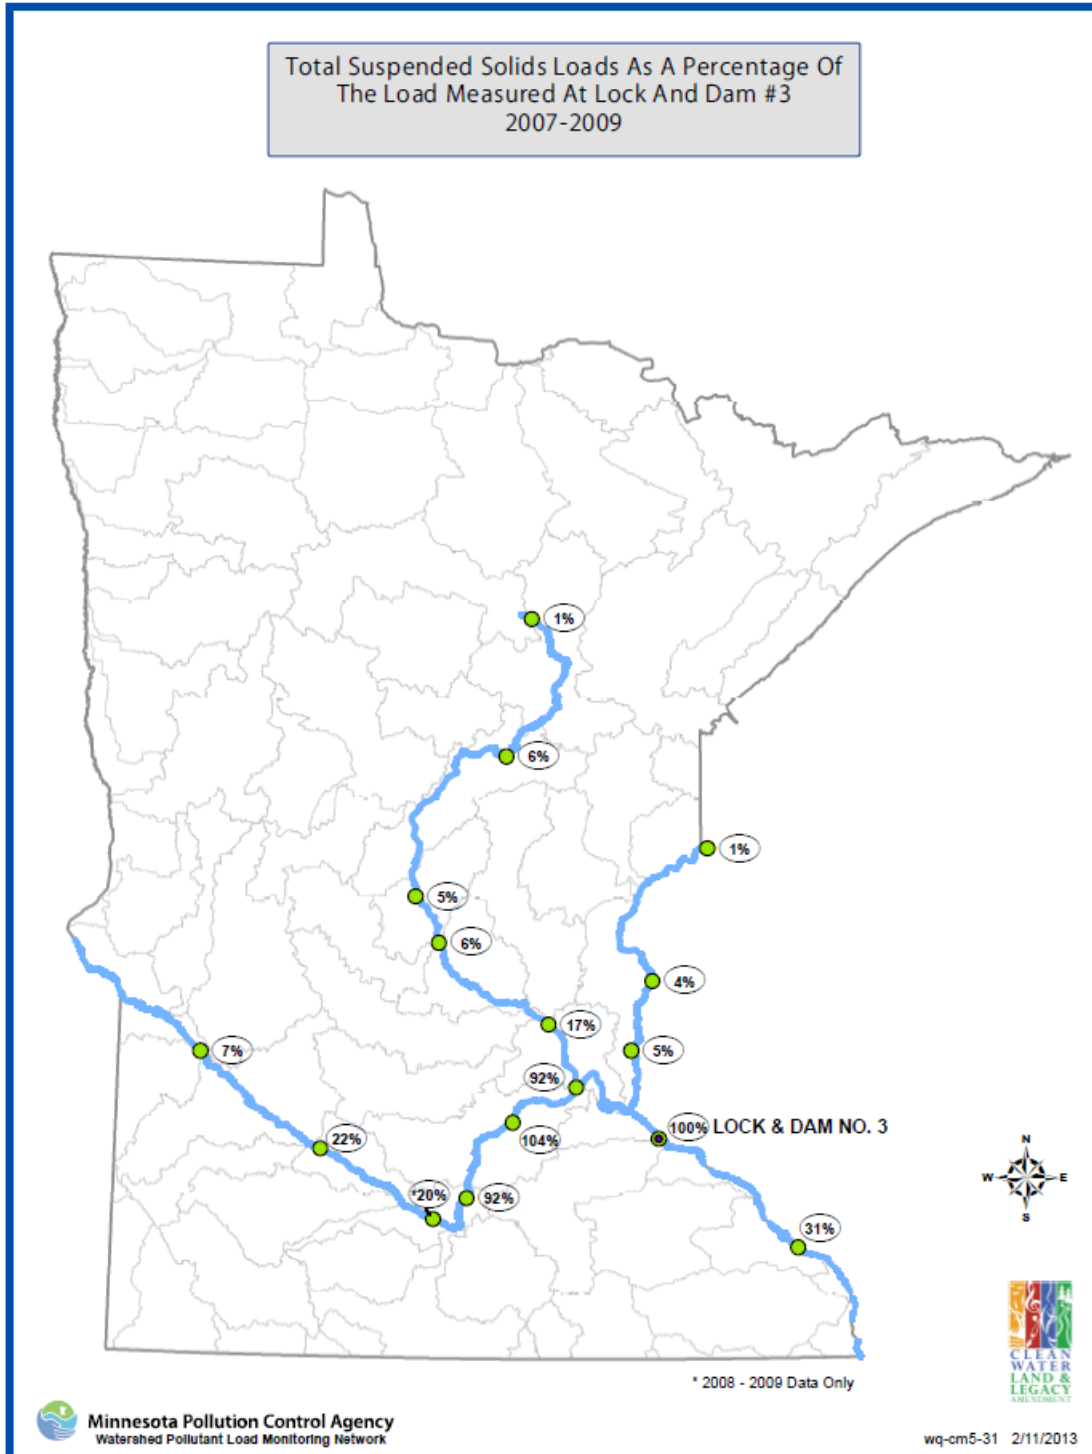 Total Suspended Solids Loads As A Percentage Of
The Load Measured At Lock And Dam #3
2007-2009
1%
6%
1%
5%
6%
4%
17%
5%
7%
92%
100% LOCK & DAM NO. 3
104%
22%
*20%
92%
31%
N
W
E
S
* 2008 - 2009 Data Only
CLEAN
WATER
LAND &
LEGACY
AMENDMENT
Minnesota Pollution Control Agency
Watershed Pollutant Load Monitoring Network
wq-cm5-31 2/11/2013